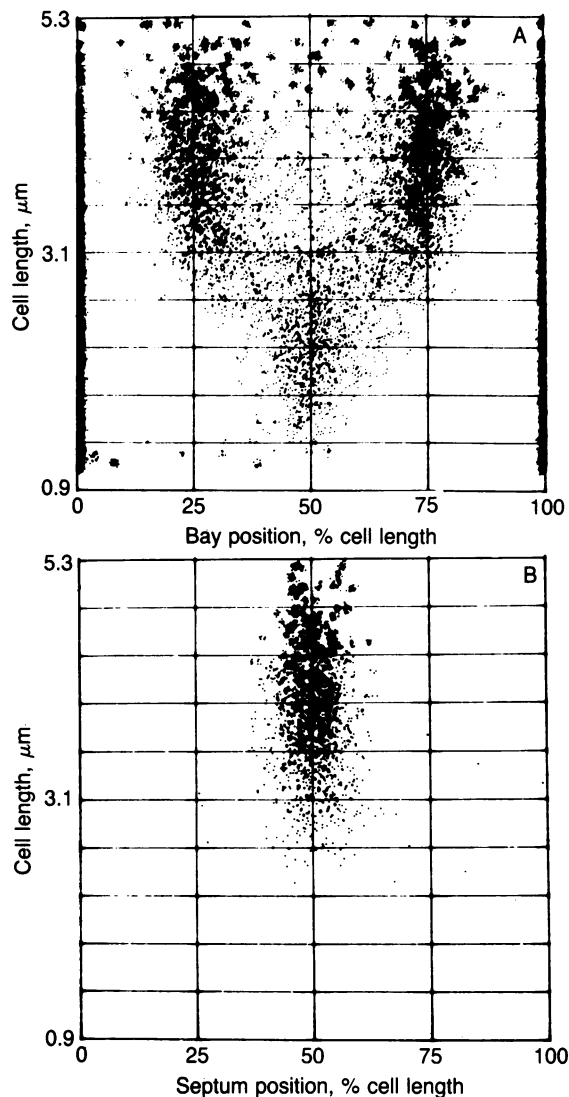 5.3
A
Cell length, μm
3.1
0.9
0 25 50 75 100
Bay position, % cell length
5.3
B
Cell length, μm
3.1
0.9
0 25 50 75 100
Septum position, % cell length